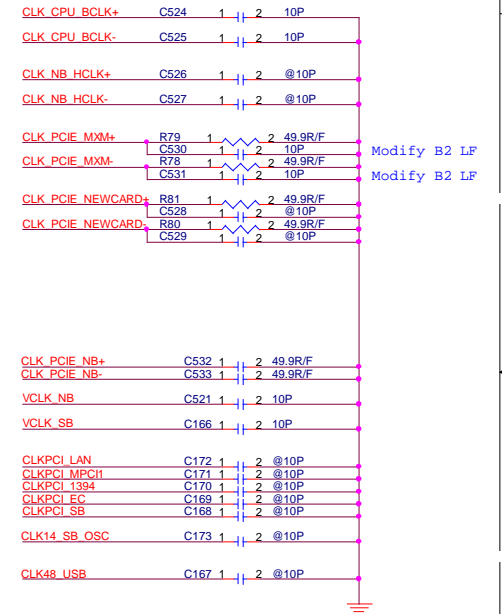 CLK_CPU_BCLK+ C524 1 2 10P
CLK_CPU_BCLK- C525 1 2 10P
CLK_NB_HCLK+ C526 1 2 @10P
CLK_NB_HCLK- C527 1 2 @10P
CLK_PCIE_MXM+ R79 1 2 49.9R/F
C530 1 2 10P Modify B2 LF
CLK_PCIE_MXM- R78 1 2 49.9R/F
C531 1 2 10P Modify B2 LF
CLK_PCIE_NEWCARD+ R81 1 2 49.9R/F
C528 1 2 @10P
CLK_PCIE_NEWCARD- R80 1 2 49.9R/F
C529 1 2 @10P
CLK_PCIE_NB+ C532 1 2 49.9R/F
CLK_PCIE_NB- C533 1 2 49.9R/F
VCLK_NB C521 1 2 10P
VCLK_SB C166 1 2 10P
CLKPCI_LAN C172 1 2 @10P
CLKPCI_MPCI1 C171 1 2 @10P
CLKPCI_1394 C170 1 2 @10P
CLKPCI_EC C169 1 2 @10P
CLKPCI_SB C168 1 2 @10P
CLK14_SB_OSC C173 1 2 @10P
CLK48_USB C167 1 2 @10P